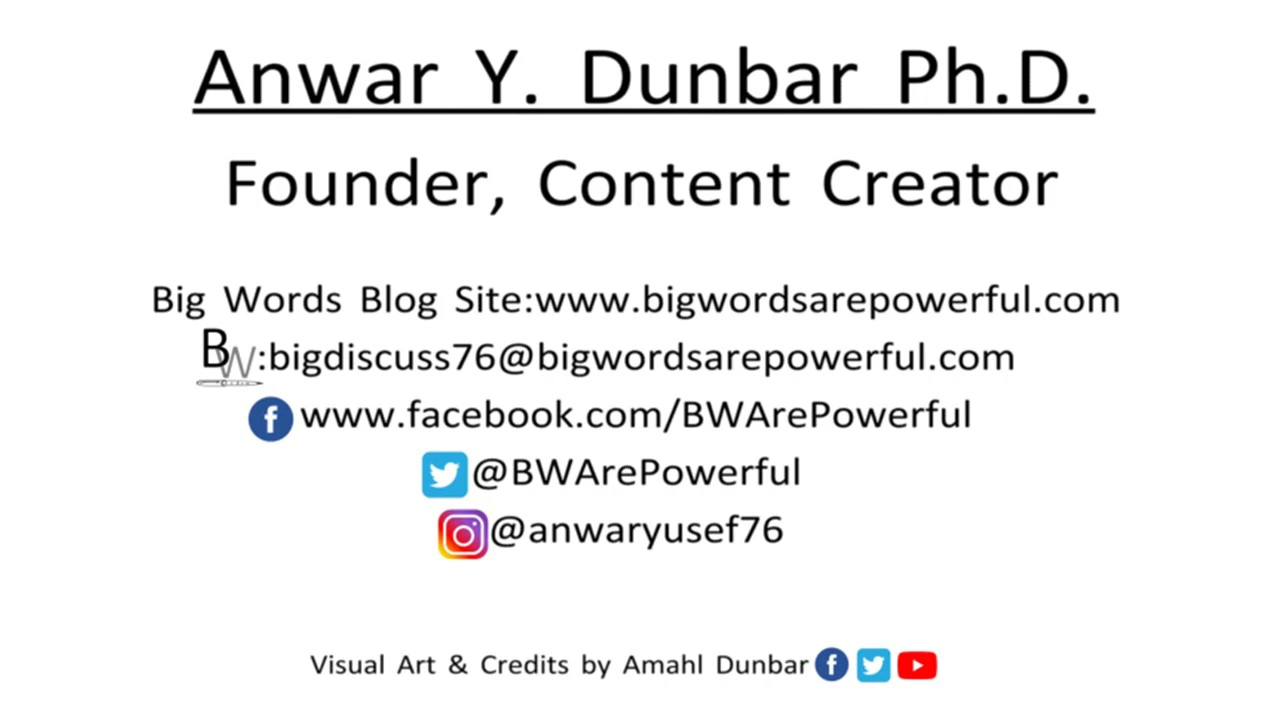 Anwar Y. Dunbar Ph.D.
Founder, Content Creator
Big Words Blog Site:www.bigwordsarepowerful.com
BW:bigdiscuss76@bigwordsarepowerful.com
f www.facebook.com/BWArePowerful
@BWArePowerful
@anwaryusef76
Visual Art & Credits by Amahl Dunbar f